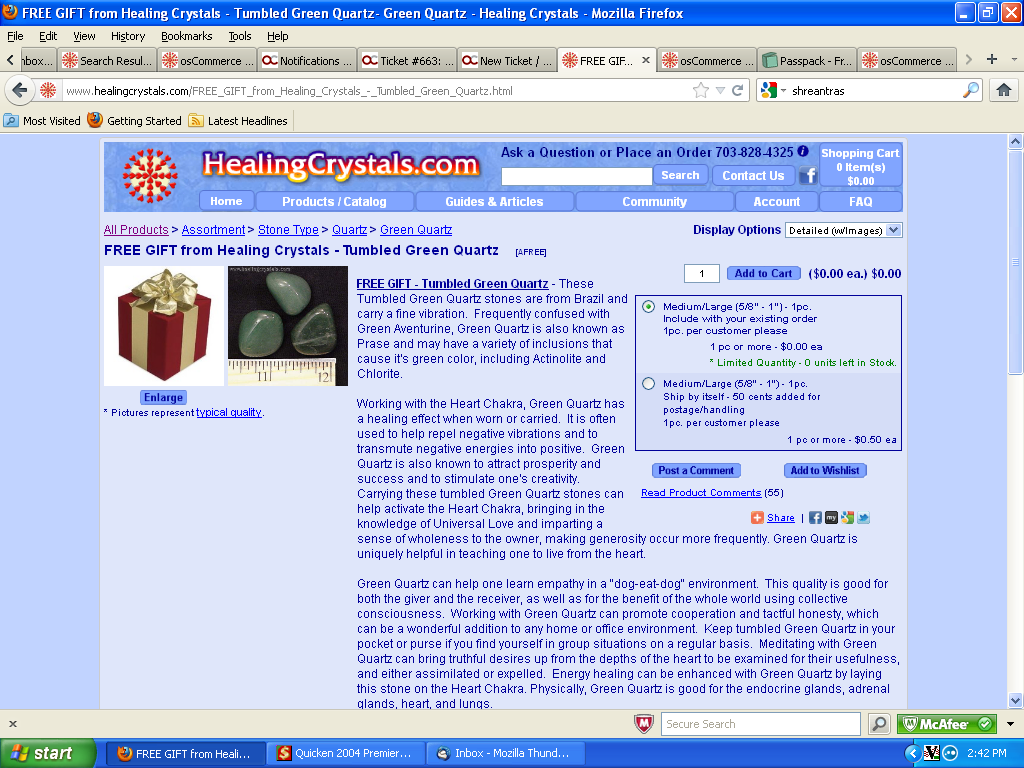 FREE GIFT from Healing Crystals - Tumbled Green Quartz- Green Quartz - Healing Crystals - Mozilla Firefox
File Edit View History Bookmarks Tools Help
nbox... Search Resul... osCommerce ... Notifications ... Ticket #663: ... New Ticket / ... FREE GIF... osCommerce ... Passpack - Fr... osCommerce ...
www.healingcrystals.com/FREE_GIFT_from_Healing_Crystals_-_Tumbled_Green_Quartz.html
shreantras
Most Visited Getting Started Latest Headlines
HealingCrystals.com
Ask a Question or Place an Order 703-828-4325
Search Contact Us
Shopping Cart
0 Item(s)
$0.00
Home Products / Catalog Guides & Articles Community Account FAQ
All Products > Assortment > Stone Type > Quartz > Green Quartz
Display Options Detailed (w/Images)
FREE GIFT from Healing Crystals - Tumbled Green Quartz [AFREE]
1 Add to Cart ($0.00 ea.) $0.00
11 12
Enlarge
* Pictures represent typical quality.
FREE GIFT - Tumbled Green Quartz - These
Tumbled Green Quartz stones are from Brazil and
carry a fine vibration. Frequently confused with
Green Aventurine, Green Quartz is also known as
Prase and may have a variety of inclusions that
cause it's green color, including Actinolite and
Chlorite.
Working with the Heart Chakra, Green Quartz has
a healing effect when worn or carried. It is often
used to help repel negative vibrations and to
transmute negative energies into positive. Green
Quartz is also known to attract prosperity and
success and to stimulate one's creativity.
Carrying these tumbled Green Quartz stones can
help activate the Heart Chakra, bringing in the
knowledge of Universal Love and imparting a
sense of wholeness to the owner, making generosity occur more frequently. Green Quartz is
uniquely helpful in teaching one to live from the heart.
Medium/Large (5/8" - 1") - 1pc.
Include with your existing order
1pc. per customer please
1 pc or more - $0.00 ea
* Limited Quantity - 0 units left in Stock.
Medium/Large (5/8" - 1") - 1pc.
Ship by itself - 50 cents added for
postage/handling
1pc. per customer please
1 pc or more - $0.50 ea
Post a Comment Add to Wishlist
Read Product Comments (55)
Share |
Green Quartz can help one learn empathy in a "dog-eat-dog" environment. This quality is good for
both the giver and the receiver, as well as for the benefit of the whole world using collective
consciousness. Working with Green Quartz can promote cooperation and tactful honesty, which
can be a wonderful addition to any home or office environment. Keep tumbled Green Quartz in your
pocket or purse if you find yourself in group situations on a regular basis. Meditating with Green
Quartz can bring truthful desires up from the depths of the heart to be examined for their usefulness,
and either assimilated or expelled. Energy healing can be enhanced with Green Quartz by laying
this stone on the Heart Chakra. Physically, Green Quartz is good for the endocrine glands, adrenal
glands, heart, and lungs.
Secure Search McAfee
start FREE GIFT from Heali... Quicken 2004 Premier... Inbox - Mozilla Thund... 2:42 PM